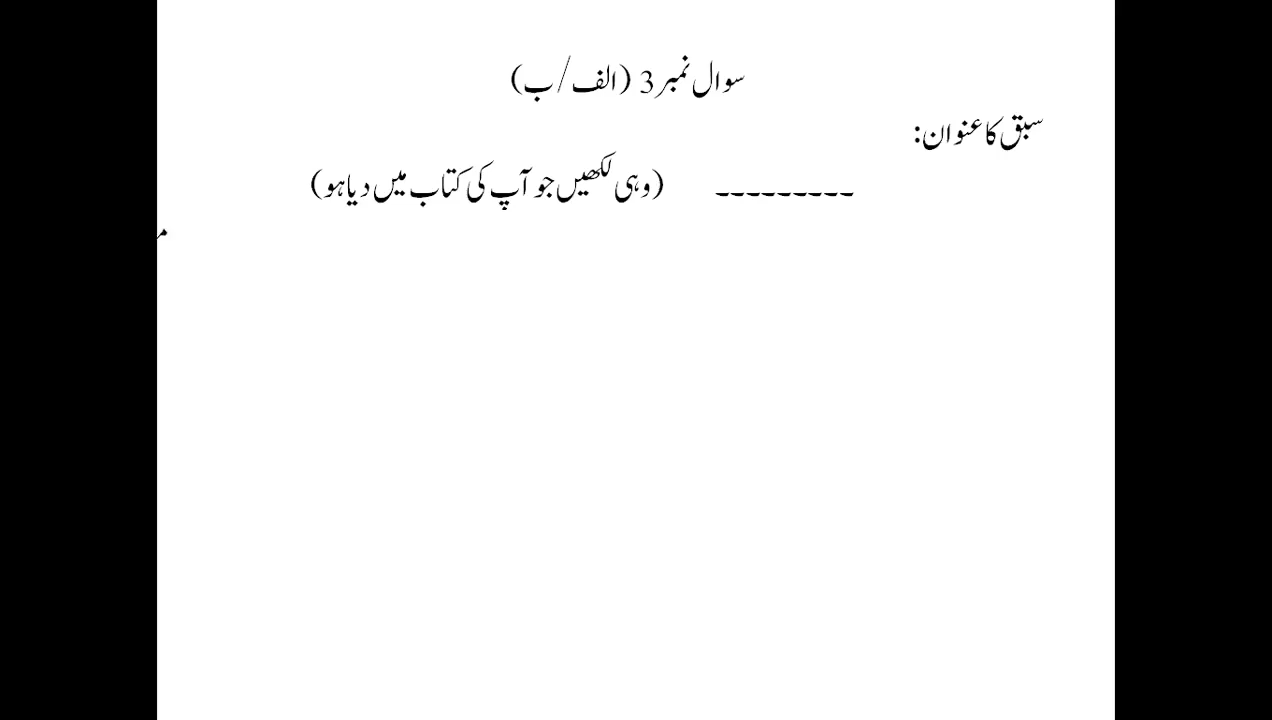 سوال نمبر 3 (الف/ب)
سبق کا عنوان:
--------- (وہی لکھیں جو آپ کی کتاب میں دیا ہو)